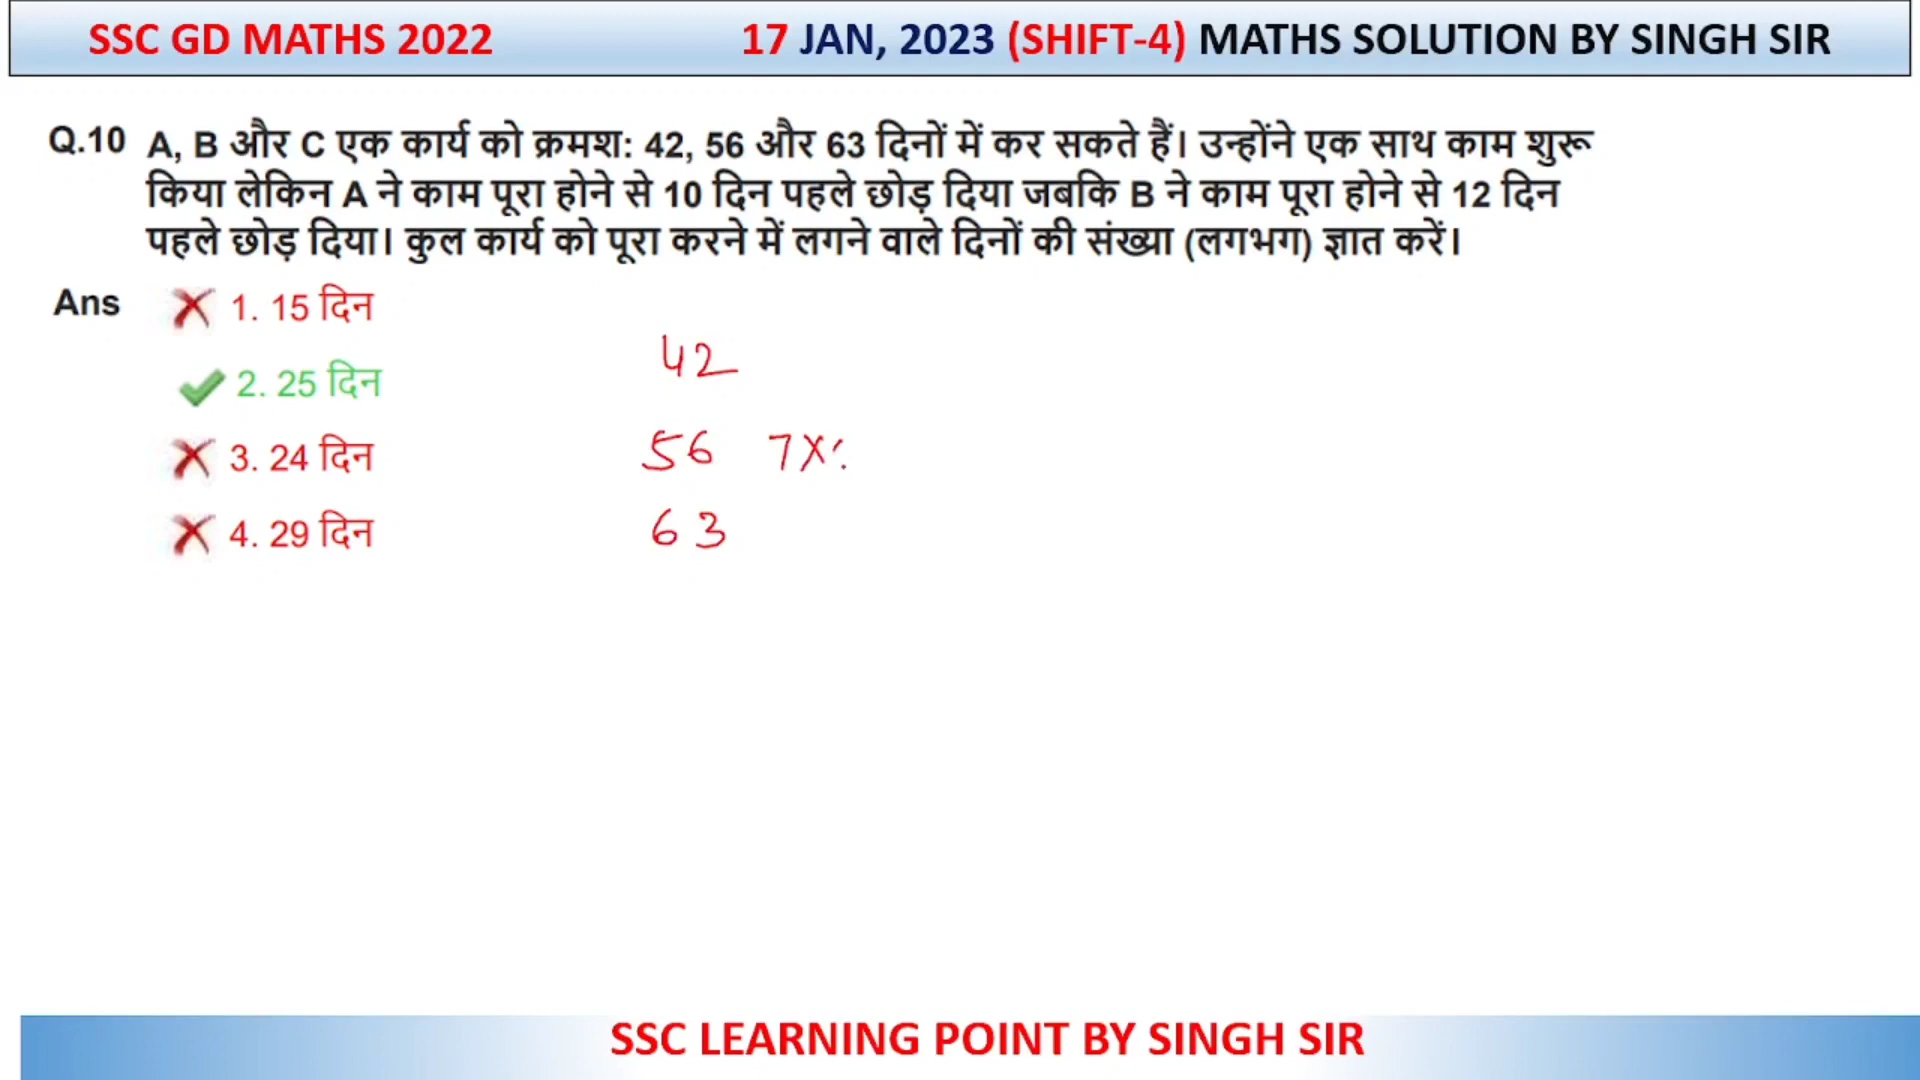 SSC GD MATHS 2022 17 JAN, 2023 (SHIFT-4) MATHS SOLUTION BY SINGH SIR
Q.10 A, B और C एक कार्य को क्रमश: 42, 56 और 63 दिनों में कर सकते हैं। उन्होंने एक साथ काम शुरू
किया लेकिन A ने काम पूरा होने से 10 दिन पहले छोड़ दिया जबकि B ने काम पूरा होने से 12 दिन
पहले छोड़ दिया। कुल कार्य को पूरा करने में लगने वाले दिनों की संख्या (लगभग) ज्ञात करें।
Ans 1. 15 दिन
2. 25 दिन
3. 24 दिन
4. 29 दिन
42
56 7X
63
SSC LEARNING POINT BY SINGH SIR